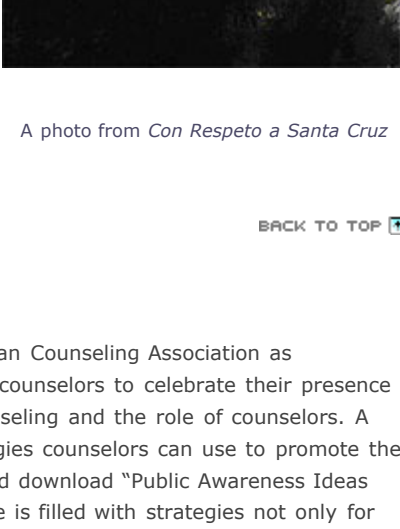 A photo from Con Respeto a Santa Cruz
BACK TO TOP
an Counseling Association as
counselors to celebrate their presence
seling and the role of counselors. A
gies counselors can use to promote the
d download “Public Awareness Ideas
e is filled with strategies not only for